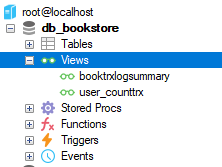 root@localhost
db_bookstore
Tables
Views
booktrxlogsummary
user_counttrx
Stored Procs
Functions
Triggers
Events